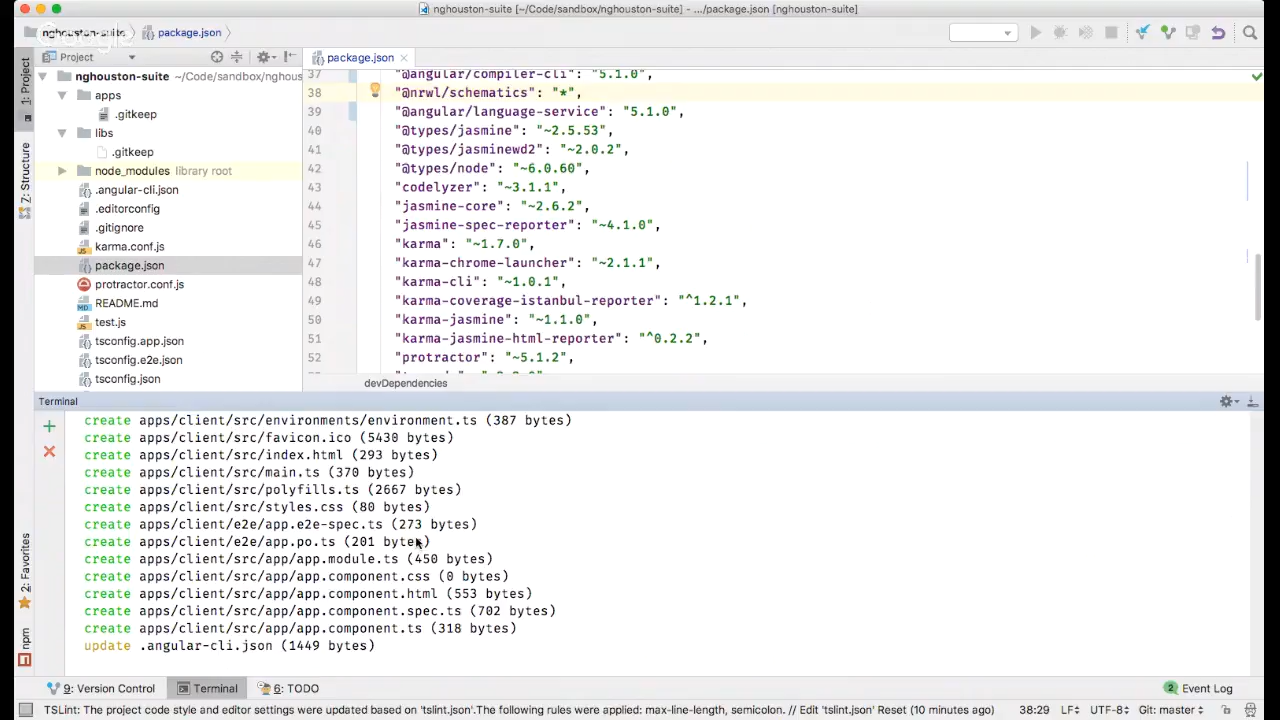 nghouston-suite [~/Code/sandbox/nghouston-suite] - .../package.json [nghouston-suite]
nghouston-suite package.json
Google
Project
package.json
1: Project
Z: Structure
2: Favorites
npm
nghouston-suite ~/Code/sandbox/nghous
apps
.gitkeep
libs
.gitkeep
node_modules library root
.angular-cli.json
.editorconfig
.gitignore
karma.conf.js
package.json
protractor.conf.js
README.md
test.js
tsconfig.app.json
tsconfig.e2e.json
tsconfig.json
37 "@angular/compiler-cli": "5.1.0",
38 "@nrwl/schematics": "*",
39 "@angular/language-service": "5.1.0",
40 "@types/jasmine": "~2.5.53",
41 "@types/jasminewd2": "~2.0.2",
42 "@types/node": "~6.0.60",
43 "codelyzer": "~3.1.1",
44 "jasmine-core": "~2.6.2",
45 "jasmine-spec-reporter": "~4.1.0",
46 "karma": "~1.7.0",
47 "karma-chrome-launcher": "~2.1.1",
48 "karma-cli": "~1.0.1",
49 "karma-coverage-istanbul-reporter": "^1.2.1",
50 "karma-jasmine": "~1.1.0",
51 "karma-jasmine-html-reporter": "^0.2.2",
52 "protractor": "~5.1.2",
devDependencies
Terminal
create apps/client/src/environments/environment.ts (387 bytes)
create apps/client/src/favicon.ico (5430 bytes)
create apps/client/src/index.html (293 bytes)
create apps/client/src/main.ts (370 bytes)
create apps/client/src/polyfills.ts (2667 bytes)
create apps/client/src/styles.css (80 bytes)
create apps/client/e2e/app.e2e-spec.ts (273 bytes)
create apps/client/e2e/app.po.ts (201 bytes)
create apps/client/src/app/app.module.ts (450 bytes)
create apps/client/src/app/app.component.css (0 bytes)
create apps/client/src/app/app.component.html (553 bytes)
create apps/client/src/app/app.component.spec.ts (702 bytes)
create apps/client/src/app/app.component.ts (318 bytes)
update .angular-cli.json (1449 bytes)
9: Version Control Terminal 6: TODO 2 Event Log
TSLint: The project code style and editor settings were updated based on 'tslint.json'.The following rules were applied: max-line-length, semicolon. // Edit 'tslint.json' Reset (10 minutes ago) 38:29 LF UTF-8 Git: master